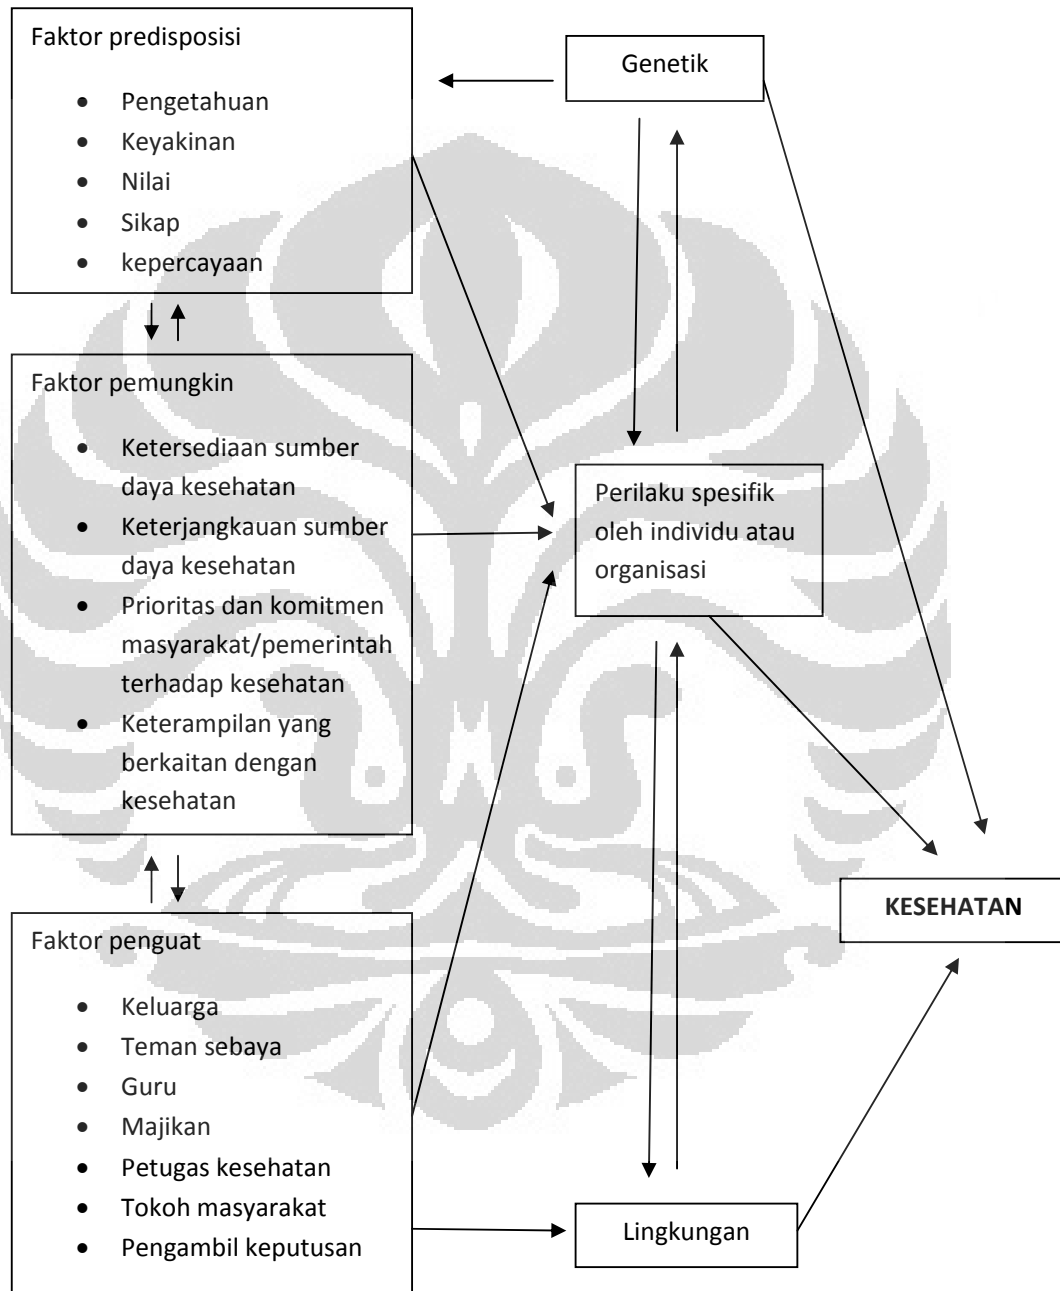 Faktor predisposisi
• Pengetahuan
• Keyakinan
• Nilai
• Sikap
• kepercayaan
Genetik
Faktor pemungkin
• Ketersediaan sumber
daya kesehatan
• Keterjangkauan sumber
daya kesehatan
• Prioritas dan komitmen
masyarakat/pemerintah
terhadap kesehatan
• Keterampilan yang
berkaitan dengan
kesehatan
Perilaku spesifik
oleh individu atau
organisasi
KESEHATAN
Faktor penguat
• Keluarga
• Teman sebaya
• Guru
• Majikan
• Petugas kesehatan
• Tokoh masyarakat
• Pengambil keputusan
Lingkungan